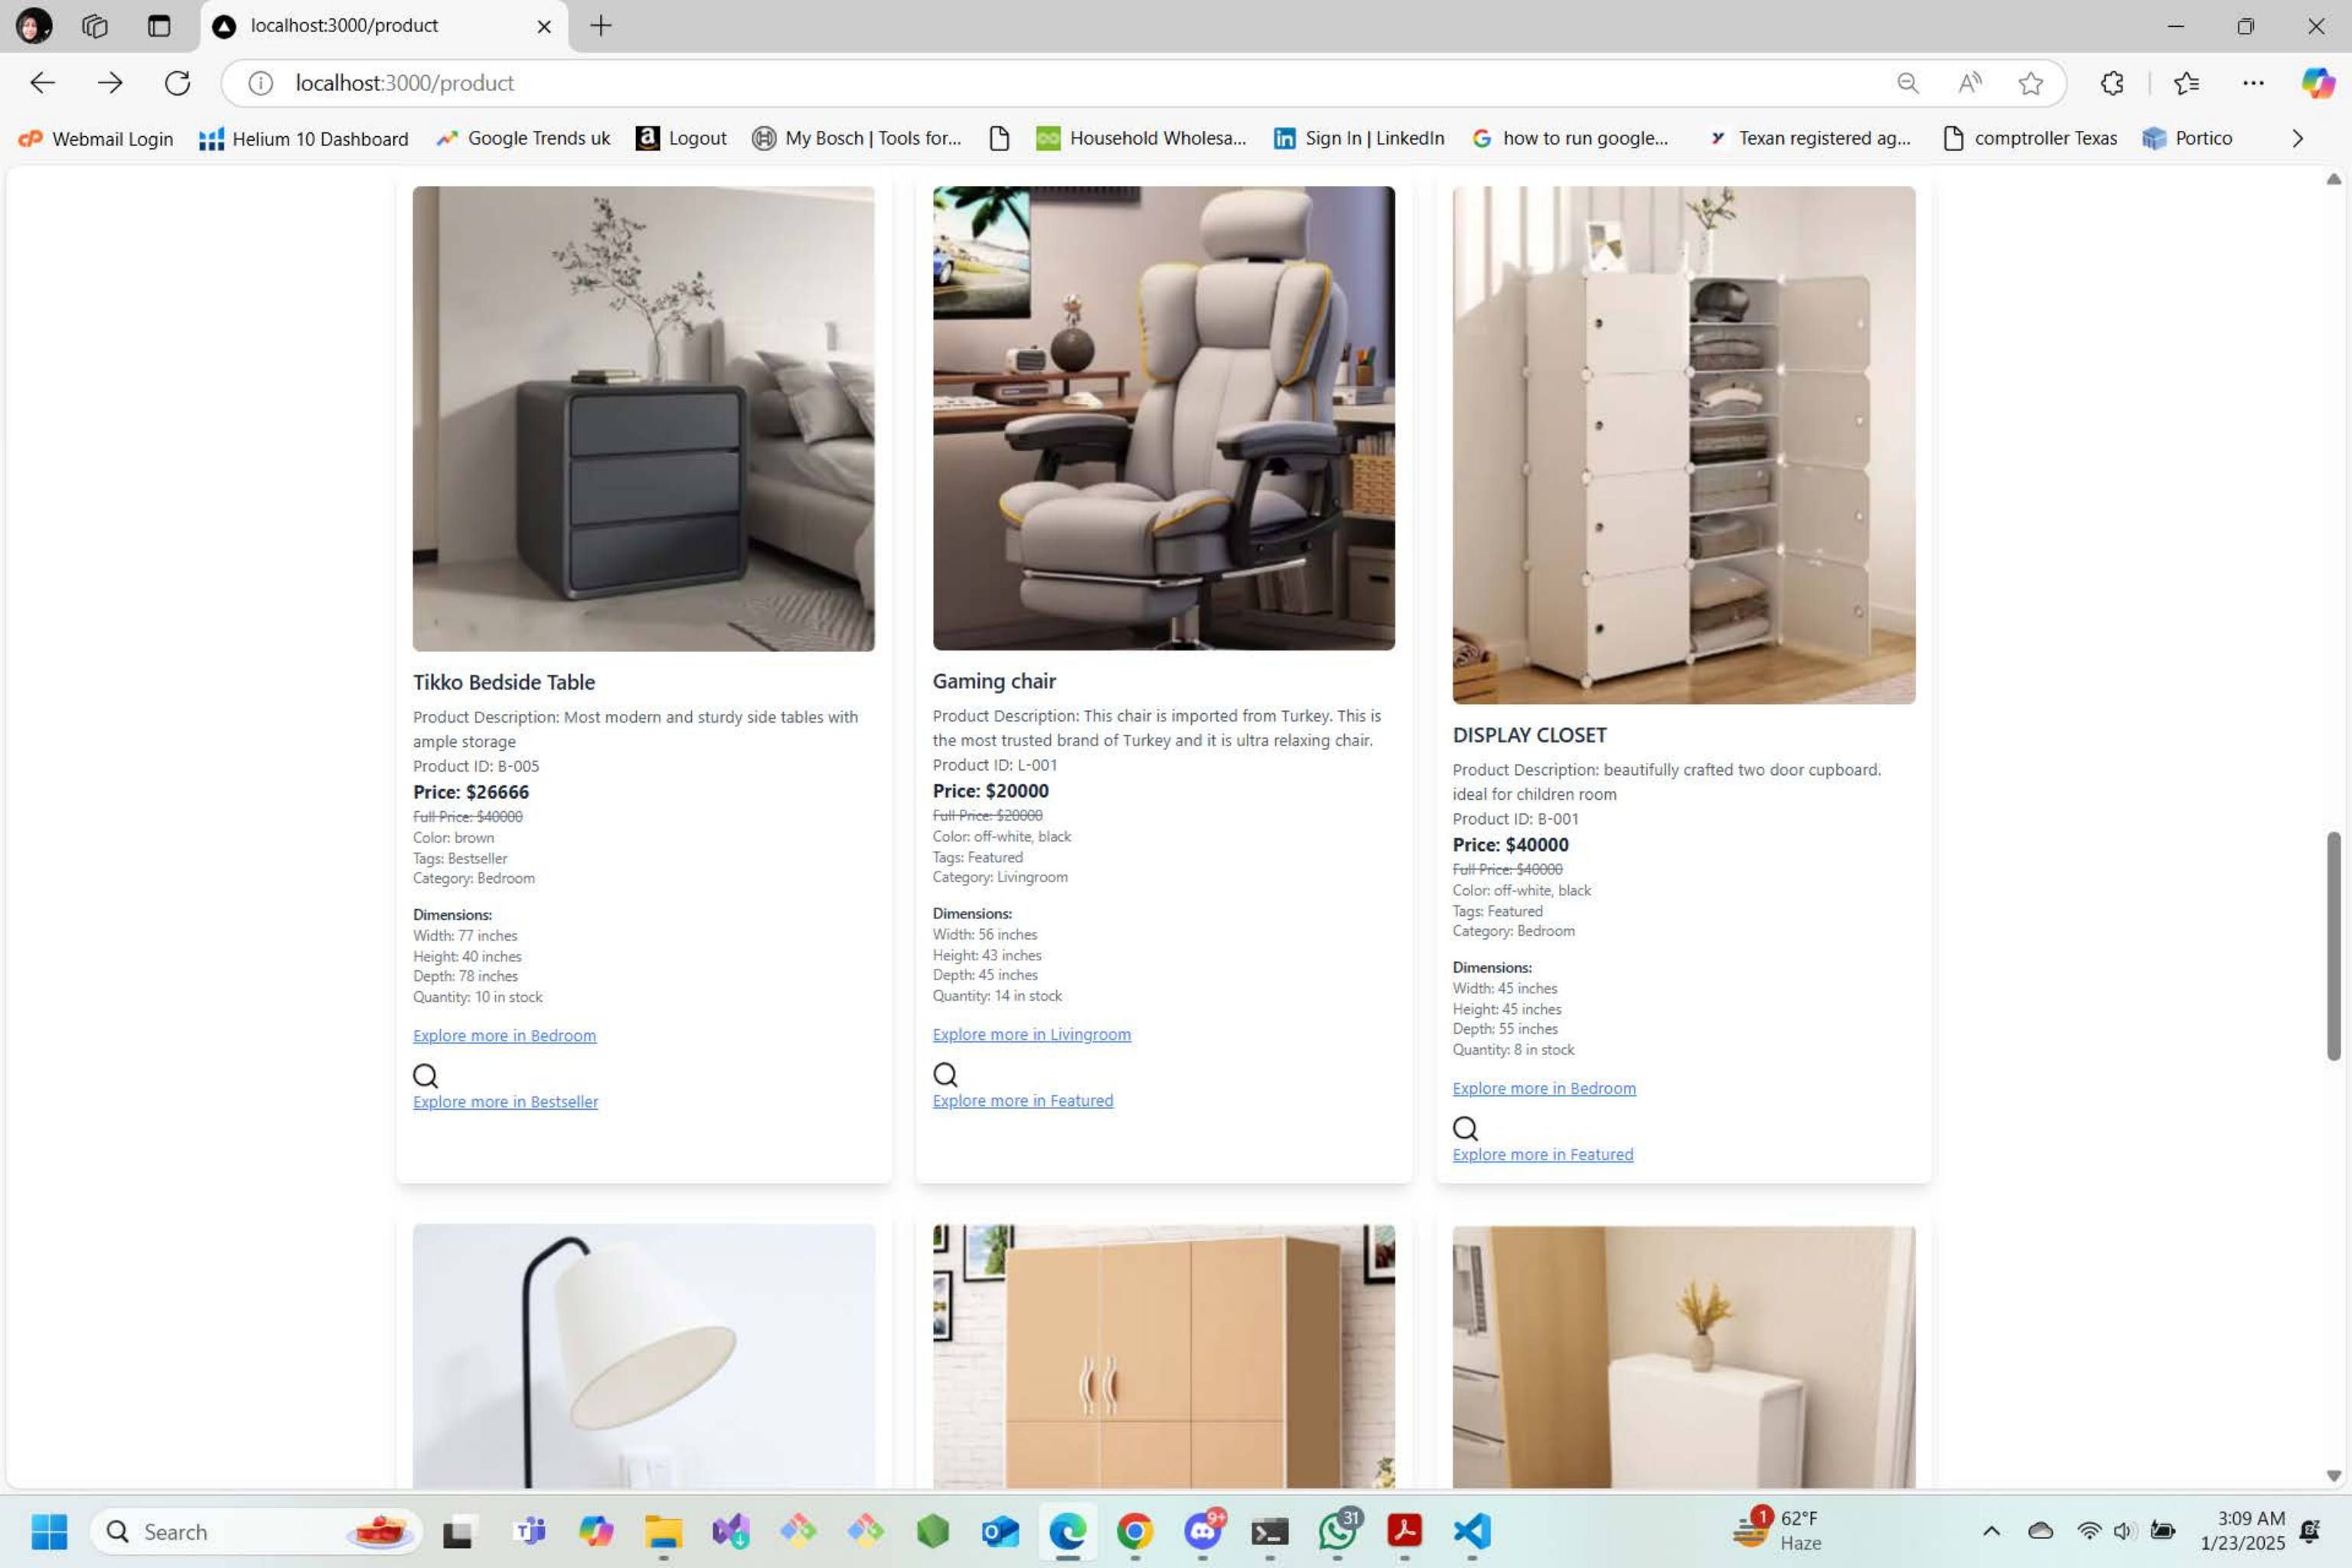 localhost:3000/product
localhost:3000/product
Webmail Login
Helium 10 Dashboard
Google Trends uk
Logout
My Bosch | Tools for...
Household Wholesa...
Sign In | LinkedIn
how to run google...
Texan registered ag...
comptroller Texas
Portico
Tikko Bedside Table
Product Description: Most modern and sturdy side tables with
ample storage
Product ID: B-005
Price: $26666
Full Price: $40000
Color: brown
Tags: Bestseller
Category: Bedroom
Dimensions:
Width: 77 inches
Height: 40 inches
Depth: 78 inches
Quantity: 10 in stock
Explore more in Bedroom
Explore more in Bestseller
Gaming chair
Product Description: This chair is imported from Turkey. This is
the most trusted brand of Turkey and it is ultra relaxing chair.
Product ID: L-001
Price: $20000
Full Price: $20000
Color: off-white, black
Tags: Featured
Category: Livingroom
Dimensions:
Width: 56 inches
Height: 43 inches
Depth: 45 inches
Quantity: 14 in stock
Explore more in Livingroom
Explore more in Featured
DISPLAY CLOSET
Product Description: beautifully crafted two door cupboard.
ideal for children room
Product ID: B-001
Price: $40000
Full Price: $40000
Color: off-white, black
Tags: Featured
Category: Bedroom
Dimensions:
Width: 45 inches
Height: 45 inches
Depth: 55 inches
Quantity: 8 in stock
Explore more in Bedroom
Explore more in Featured
Search
9+
31
1
62°F
Haze
3:09 AM
1/23/2025